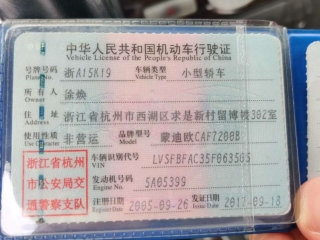 中华人民共和国机动车行驶证
Vehicle License of the People's Republic of China
号牌号码 浙A15K19 车辆类型 小型轿车
Plate No. Vehicle Type
所有人 涂焕
Owner
住址 浙江省杭州市西湖区求是新村留博楼302室
Address
使用性质 非营运 品牌型号 蒙迪欧CAF7200B
Use Character Model
浙江省杭州市公安局交通警察支队
车辆识别代号 LVSFBFAC35F063505
VIN
发动机号码 5A05399
Engine No.
注册日期 2005-09-26 发证日期 2017-09-18
Register Date Issue Date